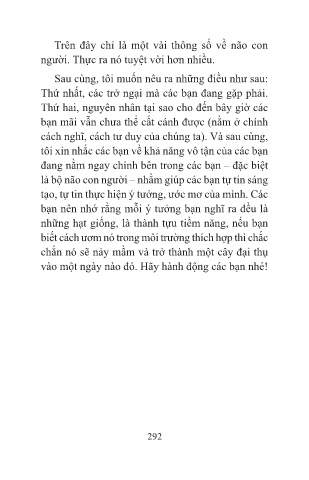 Trên đây chỉ là một vài thông số về não con
người. Thực ra nó tuyệt vời hơn nhiều.
Sau cùng, tôi muốn nêu ra những điều như sau:
Thứ nhất, các trở ngại mà các bạn đang gặp phải.
Thứ hai, nguyên nhân tại sao cho đến bây giờ các
bạn mãi vẫn chưa thể cất cánh được (nằm ở chính
cách nghĩ, cách tư duy của chúng ta). Và sau cùng,
tôi xin nhắc các bạn về khả năng vô tận của các bạn
đang nằm ngay chính bên trong các bạn – đặc biệt
là bộ não con người – nhằm giúp các bạn tự tin sáng
tạo, tự tin thực hiện ý tưởng, ước mơ của mình. Các
bạn nên nhớ rằng mỗi ý tưởng bạn nghĩ ra đều là
những hạt giống, là thành tựu tiềm năng, nếu bạn
biết cách ươm nó trong môi trường thích hợp thì chắc
chắn nó sẽ nảy mầm và trở thành một cây đại thụ
vào một ngày nào đó. Hãy hành động các bạn nhé!
292